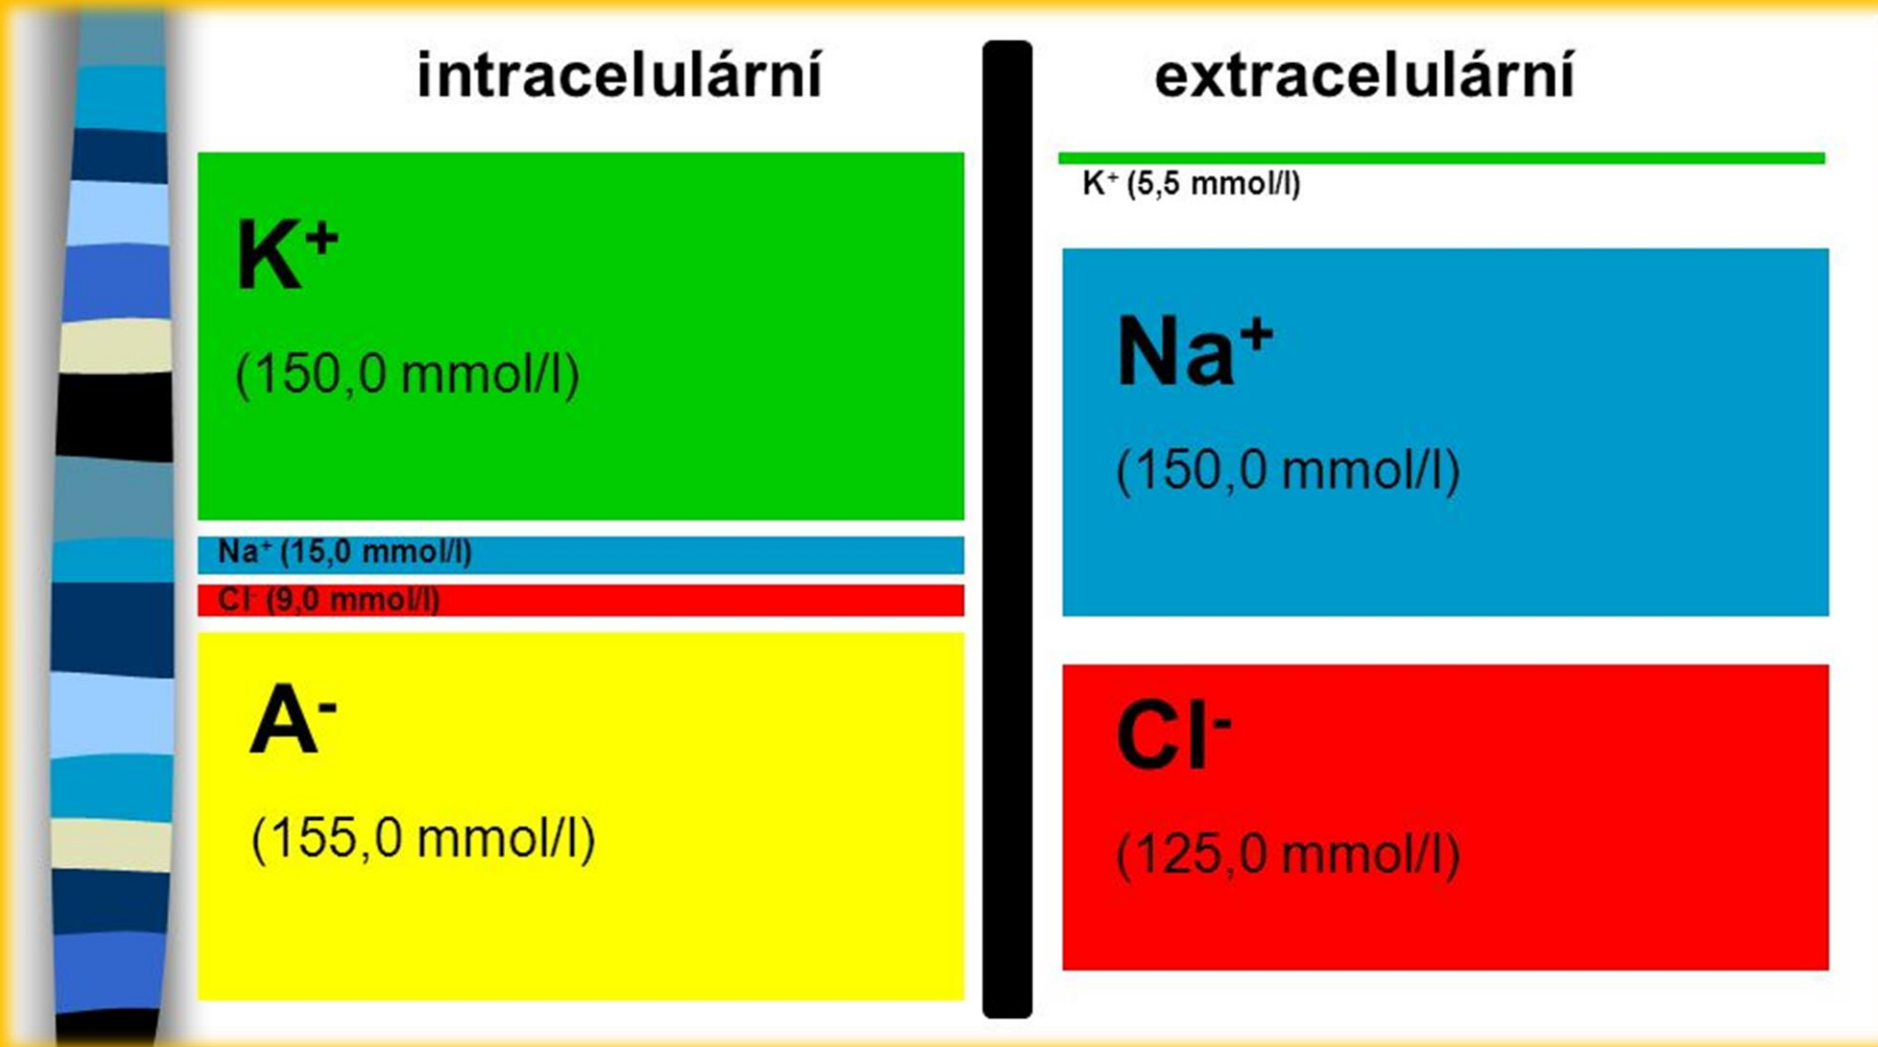 intracelulární
K⁺
(150,0 mmol/l)
Na⁺ (15,0 mmol/l)
Cl⁻ (9,0 mmol/l)
A⁻
(155,0 mmol/l)
extracelulární
K⁺ (5,5 mmol/l)
Na⁺
(150,0 mmol/l)
Cl⁻
(125,0 mmol/l)